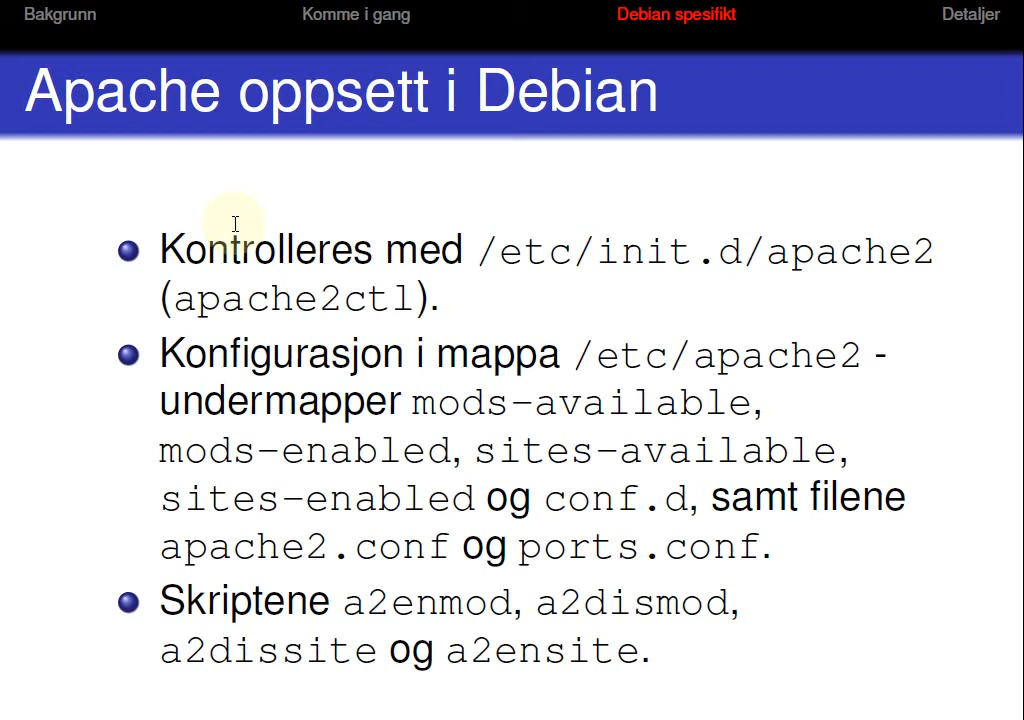 Bakgrunn Komme i gang Debian spesifikt Detaljer
Apache oppsett i Debian
Kontrolleres med /etc/init.d/apache2
(apache2ctl).
Konfigurasjon i mappa /etc/apache2 -
undermapper mods-available,
mods-enabled, sites-available,
sites-enabled og conf.d, samt filene
apache2.conf og ports.conf.
Skriptene a2enmod, a2dismod,
a2dissite og a2ensite.